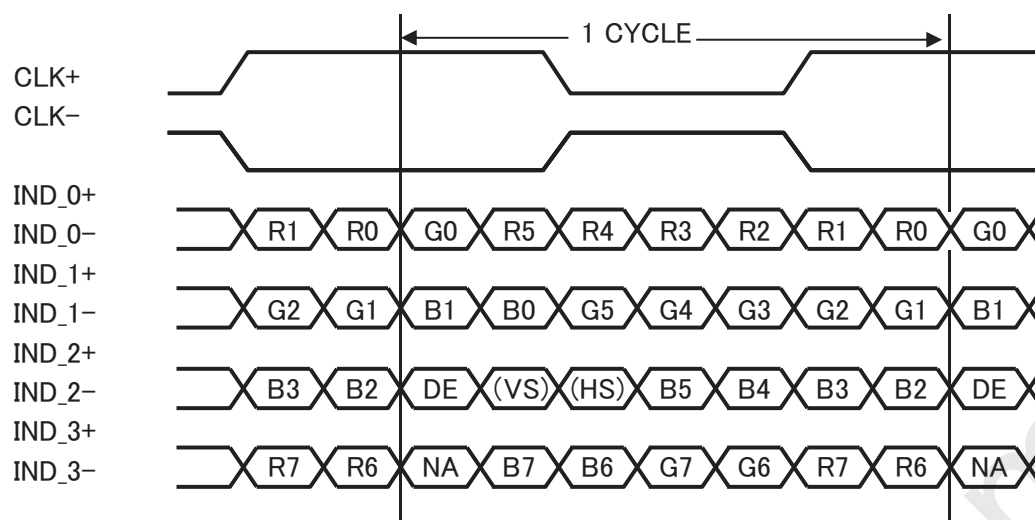 1 CYCLE
CLK+
CLK-
IND_0+
IND_0- R1 R0 G0 R5 R4 R3 R2 R1 R0 G0
IND_1+
IND_1- G2 G1 B1 B0 G5 G4 G3 G2 G1 B1
IND_2+
IND_2- B3 B2 DE (VS) (HS) B5 B4 B3 B2 DE
IND_3+
IND_3- R7 R6 NA B7 B6 G7 G6 R7 R6 NA